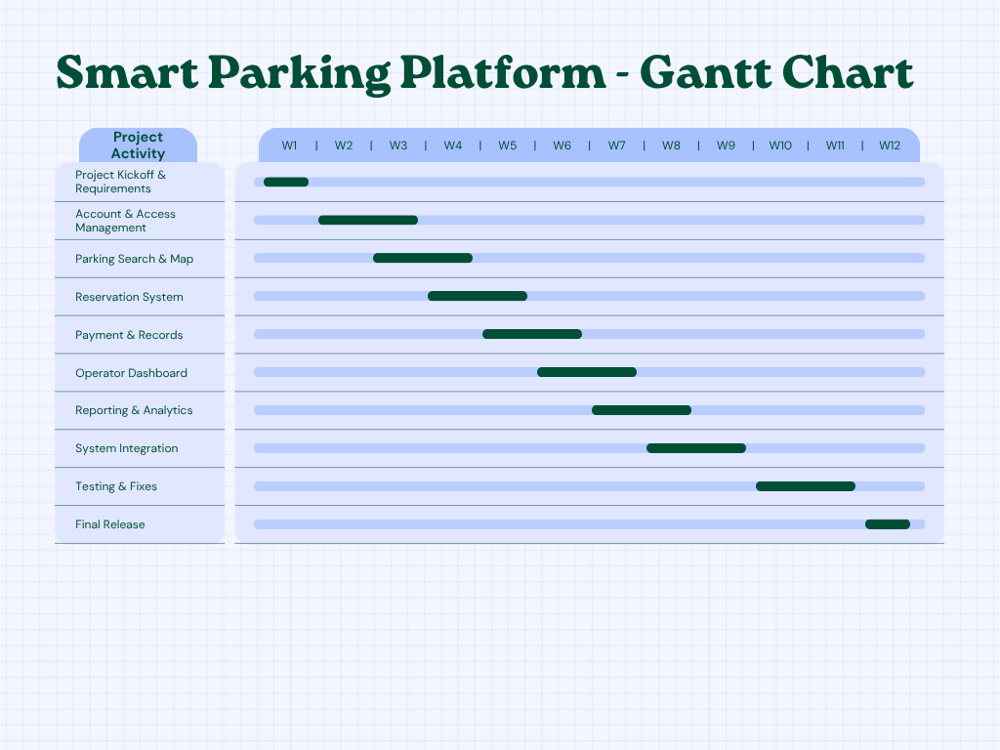 Smart Parking Platform - Gantt Chart
Project
Activity
W1 | W2 | W3 | W4 | W5 | W6 | W7 | W8 | W9 | W10 | W11 | W12
Project Kickoff &
Requirements
Account & Access
Management
Parking Search & Map
Reservation System
Payment & Records
Operator Dashboard
Reporting & Analytics
System Integration
Testing & Fixes
Final Release